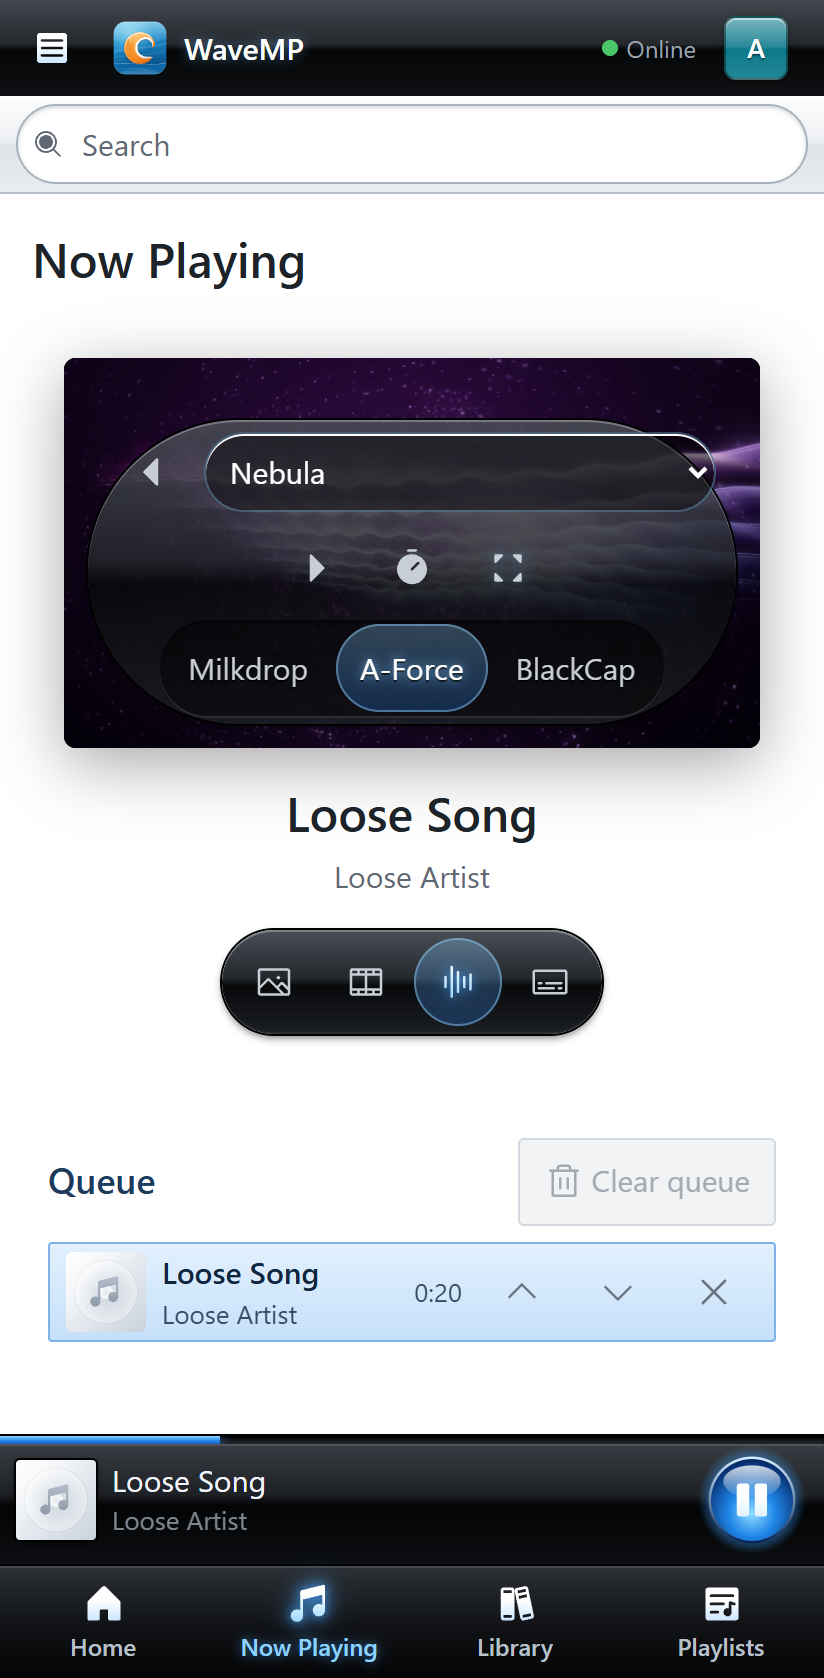 WaveMP
Online
A
Search
Now Playing
Nebula
Milkdrop
A-Force
BlackCap
Loose Song
Loose Artist
Queue
Clear queue
Loose Song
0:20
Loose Artist
Loose Song
Loose Artist
Home
Now Playing
Library
Playlists